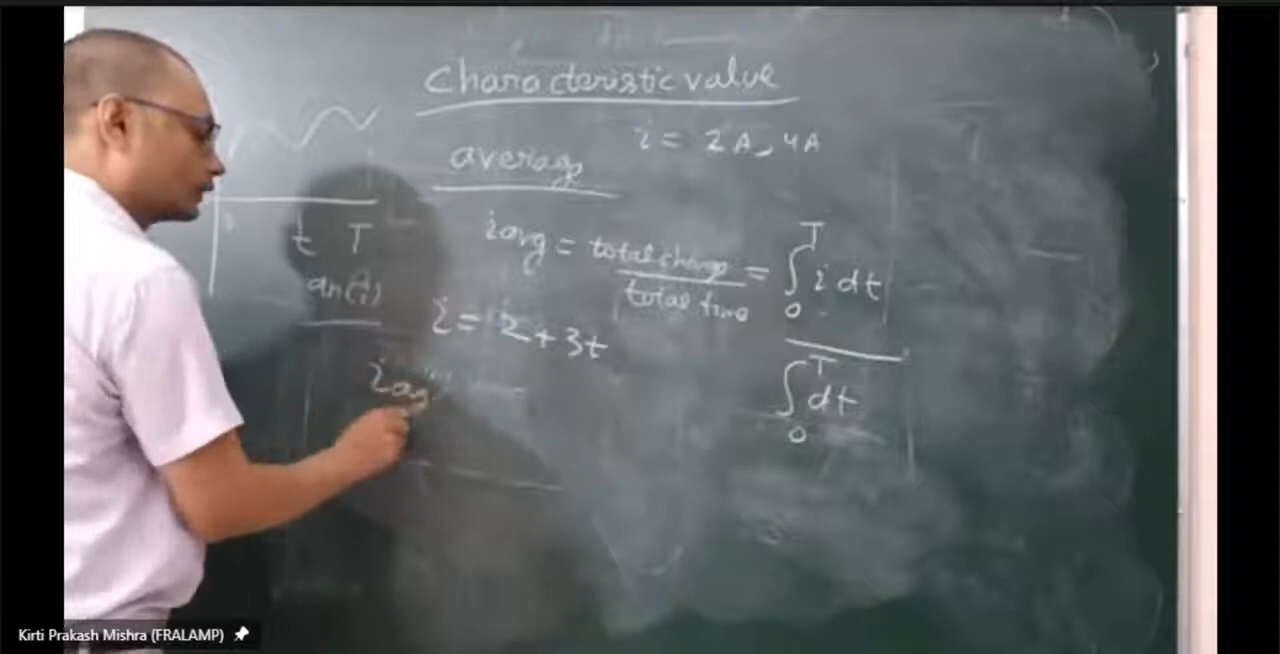 Characteristic value
i = 2A, 4A
average
iavg = total charge / total time = ∫₀ᵀ i dt / ∫₀ᵀ dt
t T
i = 2 + 3t
iag
Kirti Prakash Mishra (FRALAMP)